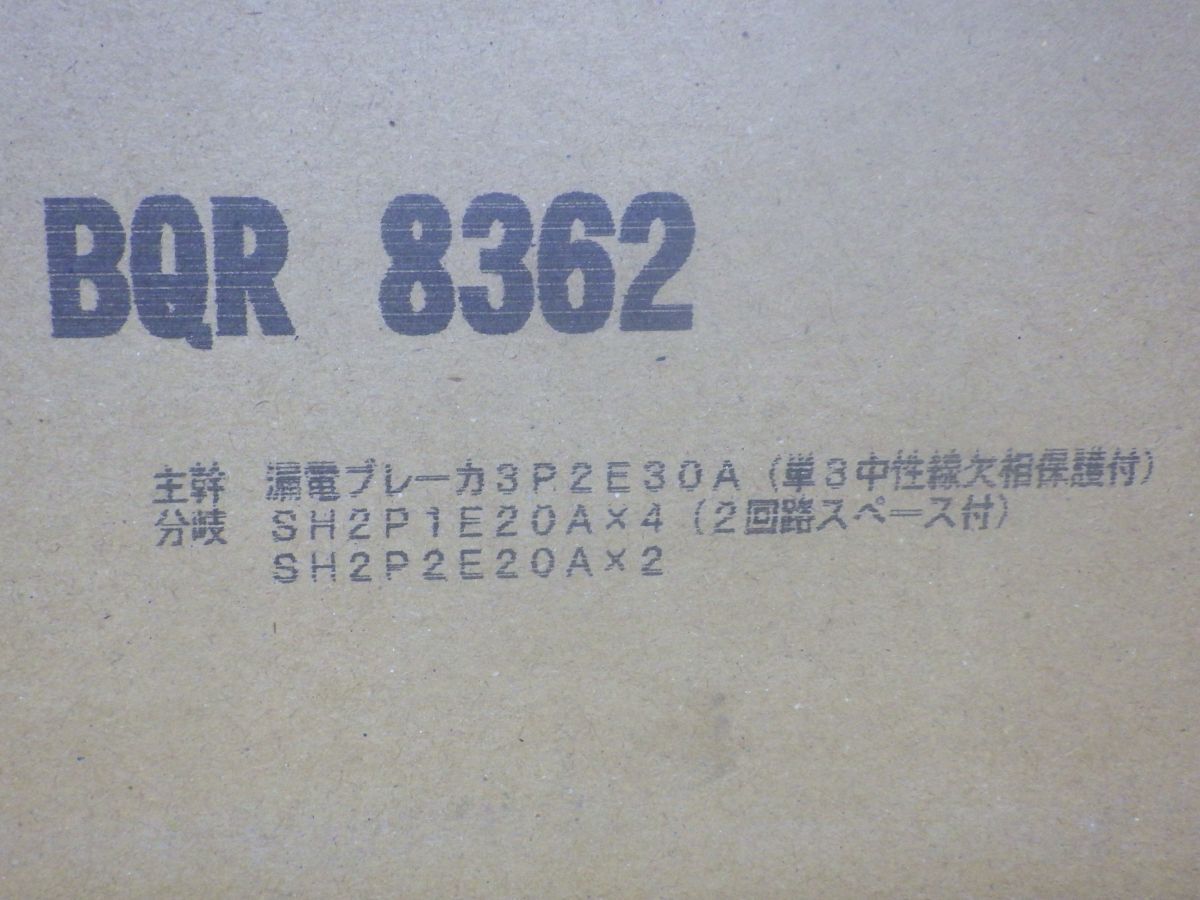 BQR 8362
主幹 漏電ブレーカ3P2E30A(単3中性線欠相保護付)
分岐 SH2P1E20A×4(2回路スペース付)
SH2P2E20A×2